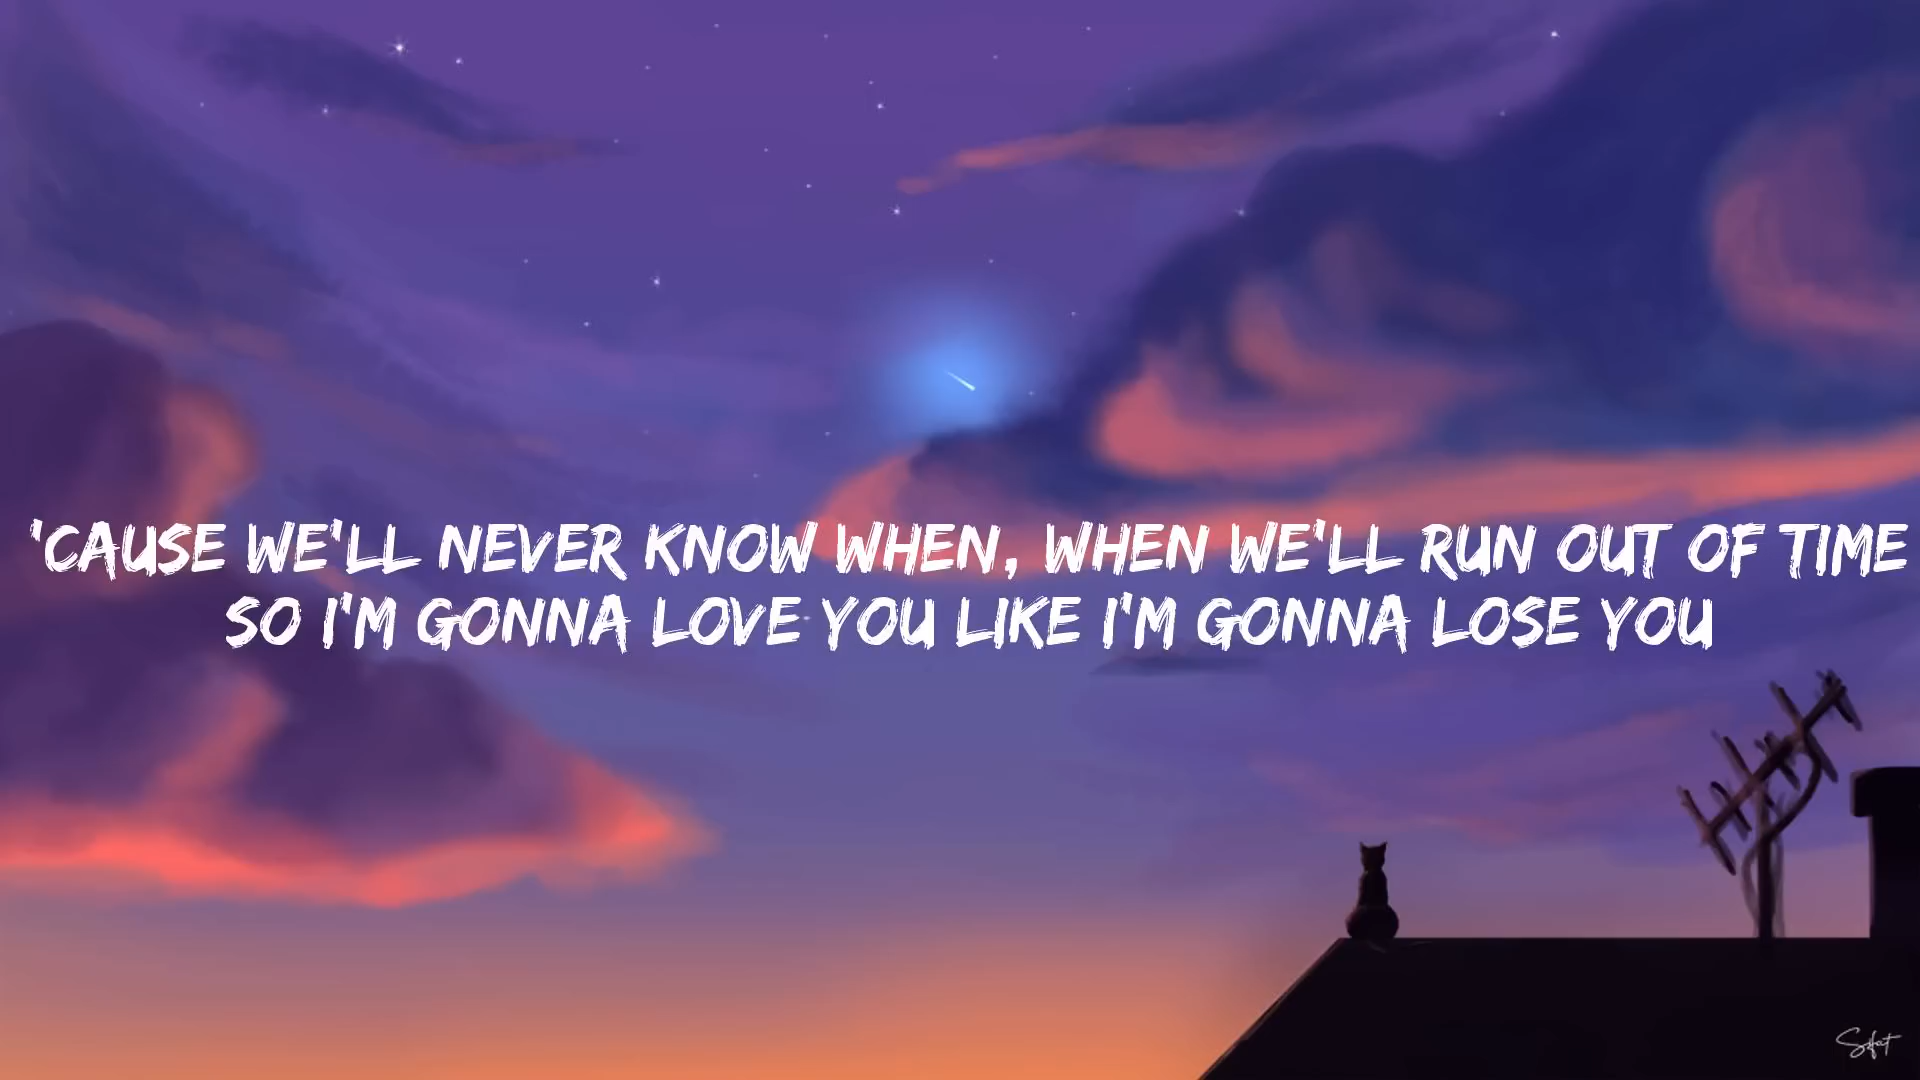 'CAUSE WE'LL NEVER KNOW WHEN, WHEN WE'LL RUN OUT OF TIME
SO I'M GONNA LOVE YOU LIKE I'M GONNA LOSE YOU